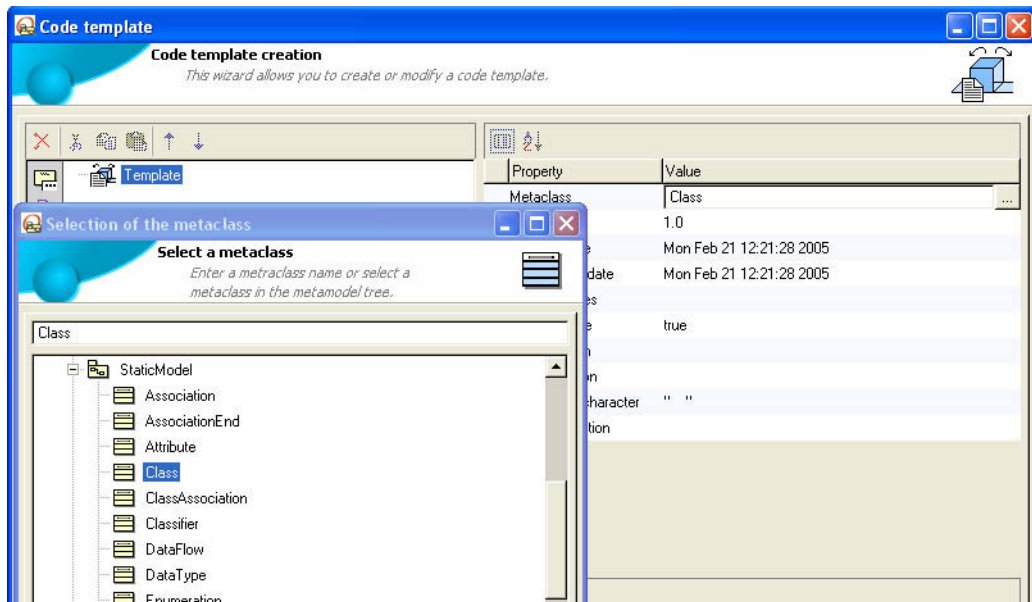 Code template
Code template creation
This wizard allows you to create or modify a code template.
Template
Property Value
Metaclass Class
1.0
Mon Feb 21 12:21:28 2005
date Mon Feb 21 12:21:28 2005
true
character " "
Selection of the metaclass
Select a metaclass
Enter a metraclass name or select a
metaclass in the metamodel tree.
Class
StaticModel
Association
AssociationEnd
Attribute
Class
ClassAssociation
Classifier
DataFlow
DataType
Enumeration